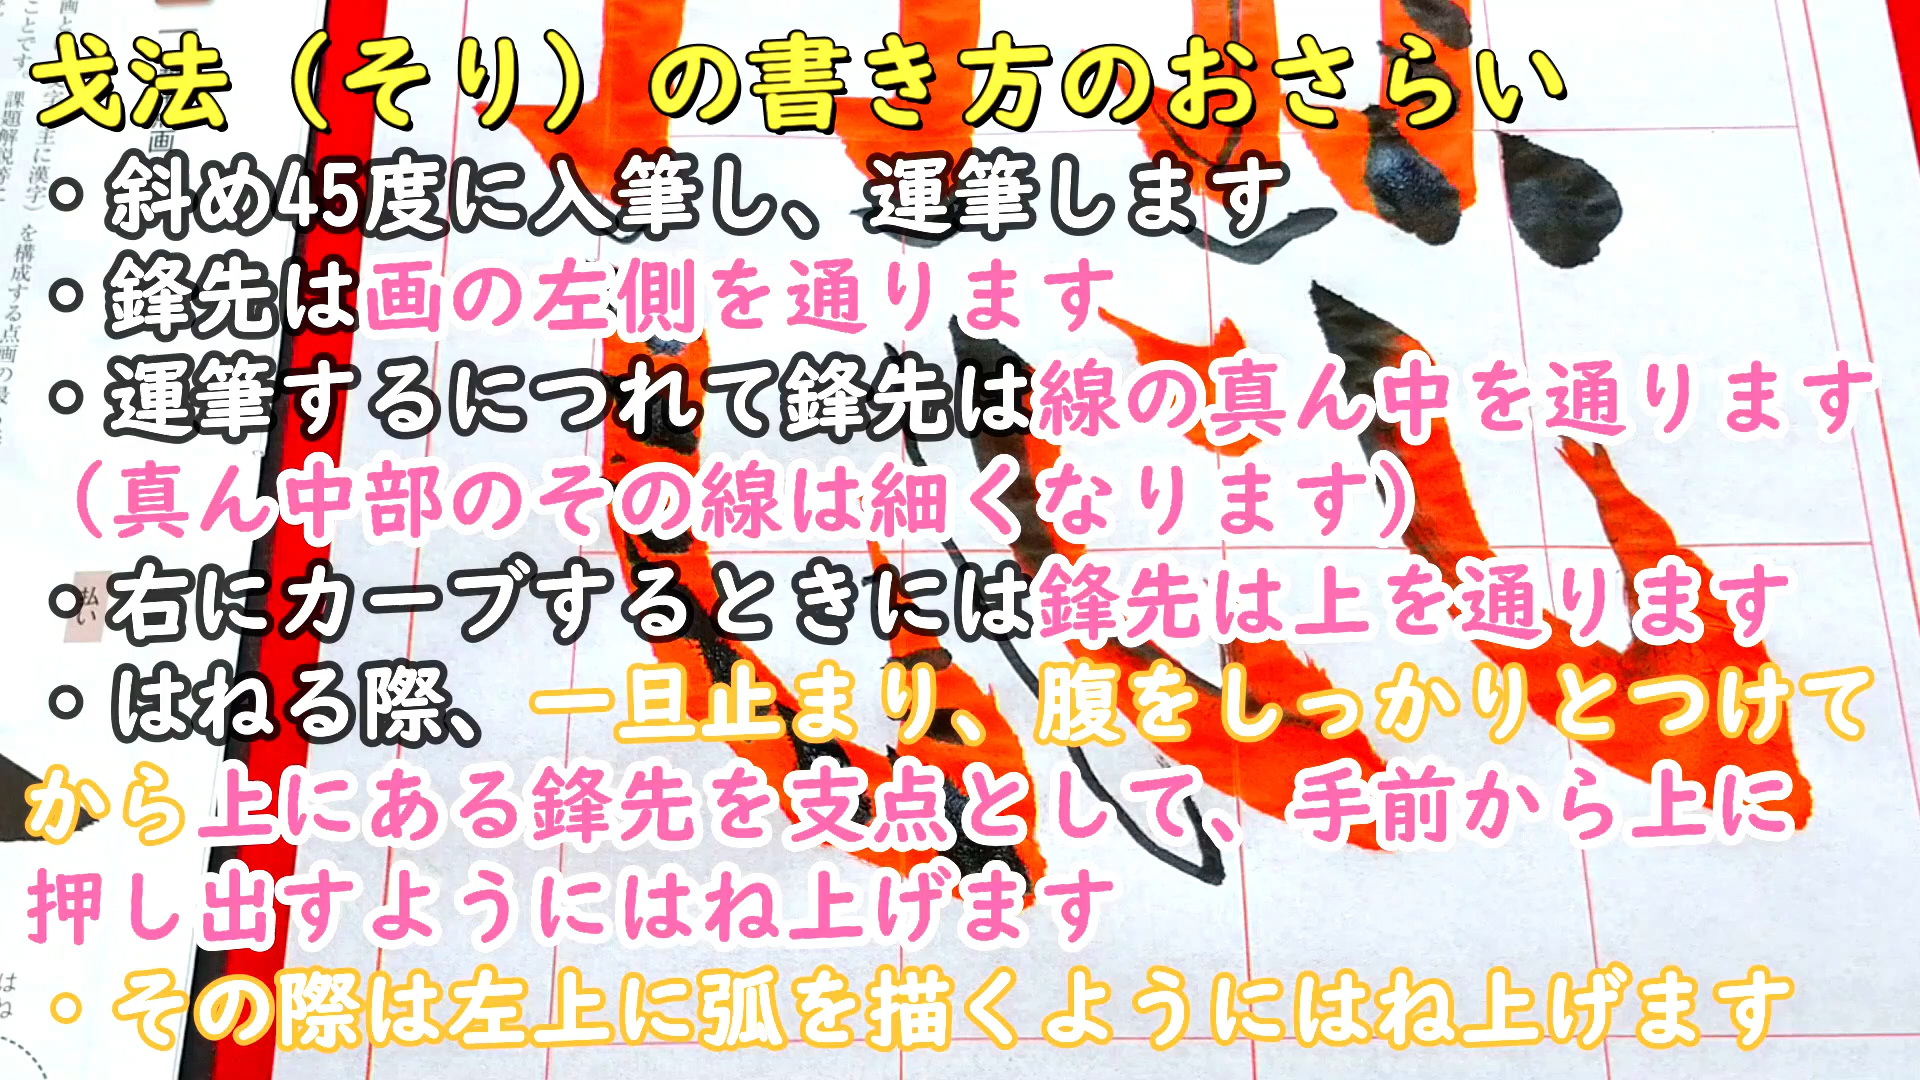 戈法（そり）の書き方のおさらい
・斜め45度に入筆し、運筆します
・鋒先は画の左側を通ります
・運筆するにつれて鋒先は線の真ん中を通ります
（真ん中部のその線は細くなります）
・右にカーブするときには鋒先は上を通ります
・はねる際、一旦止まり、腹をしっかりとつけて
から上にある鋒先を支点として、手前から上に
押し出すようにはね上げます
・その際は左上に弧を描くようにはね上げます
払い